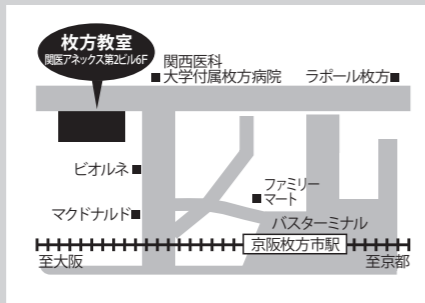 枚方教室
関医アネックス第2ビル6F
関西医科
大学付属枚方病院
ラポール枚方
ビオルネ
ファミリー
マート
マクドナルド
バスターミナル
京阪枚方市駅
至大阪
至京都